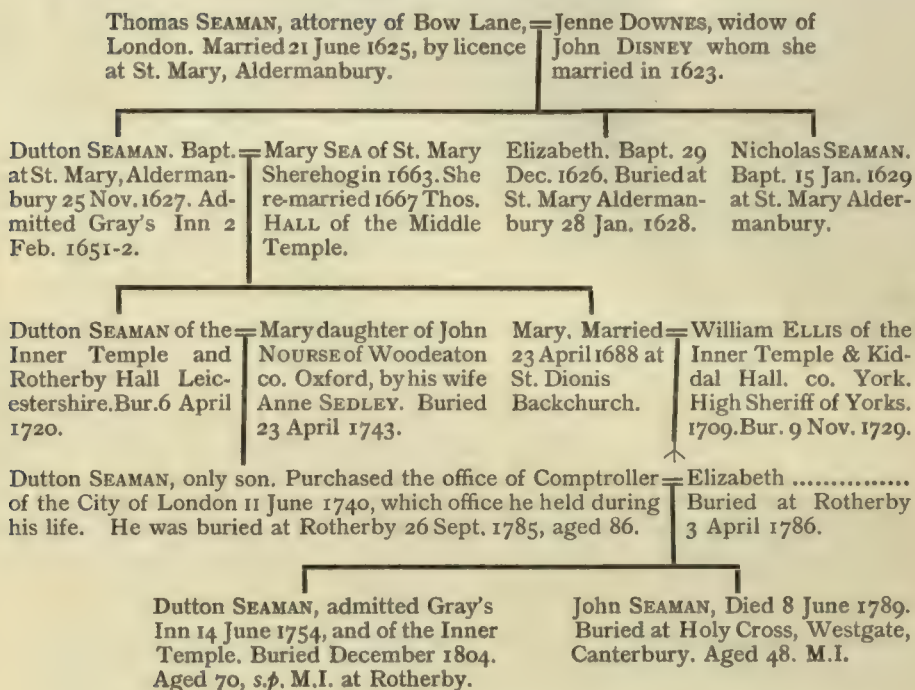 Thomas SEAMAN, attorney of Bow Lane,
London. Married 21 June 1625, by licence
at St. Mary, Aldermanbury.
= Jenne DOWNES, widow of
John DISNEY whom she
married in 1623.
Dutton SEAMAN. Bapt.
at St. Mary, Alderman-
bury 25 Nov. 1627. Ad-
mitted Gray's Inn 2
Feb. 1651-2.
= Mary SEA of St. Mary
Sherehog in 1663. She
re-married 1667 Thos.
HALL of the Middle
Temple.
Elizabeth. Bapt. 29
Dec. 1626. Buried at
St. Mary Alderman-
bury 28 Jan. 1628.
Nicholas SEAMAN.
Bapt. 15 Jan. 1629
at St. Mary Alder-
manbury.
Dutton SEAMAN of the
Inner Temple and
Rotherby Hall Leic-
estershire. Bur. 6 April
1720.
= Mary daughter of John
NOURSE of Woodeaton
co. Oxford, by his wife
Anne SEDLEY. Buried
23 April 1743.
Mary. Married
23 April 1688 at
St. Dionis
Backchurch.
= William ELLIS of the
Inner Temple & Kid-
dal Hall. co. York.
High Sheriff of Yorks.
1709. Bur. 9 Nov. 1729.
Dutton SEAMAN, only son. Purchased the office of Comptroller
of the City of London 11 June 1740, which office he held during
his life. He was buried at Rotherby 26 Sept. 1785, aged 86.
= Elizabeth ...............
Buried at Rotherby
3 April 1786.
Dutton SEAMAN, admitted Gray's
Inn 14 June 1754, and of the Inner
Temple. Buried December 1804.
Aged 70, s.p. M.I. at Rotherby.
John SEAMAN, Died 8 June 1789.
Buried at Holy Cross, Westgate,
Canterbury. Aged 48. M.I.